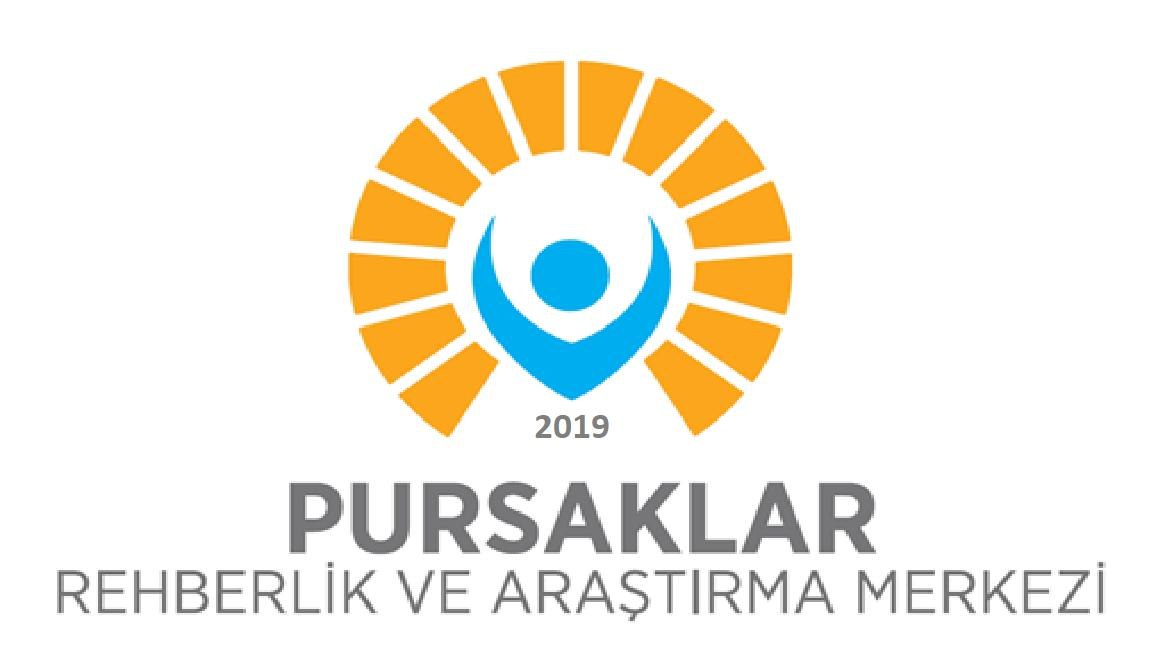 2019
PURSAKLAR
REHBERLİK VE ARAŞTIRMA MERKEZİ